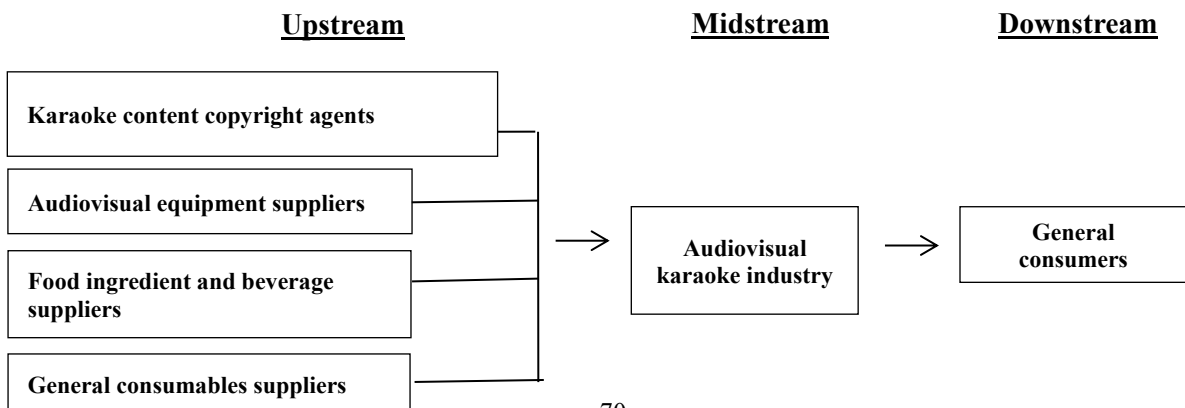 Upstream
Midstream
Downstream
Karaoke content copyright agents
Audiovisual equipment suppliers
Food ingredient and beverage
suppliers
General consumables suppliers
Audiovisual
karaoke industry
General
consumers
70